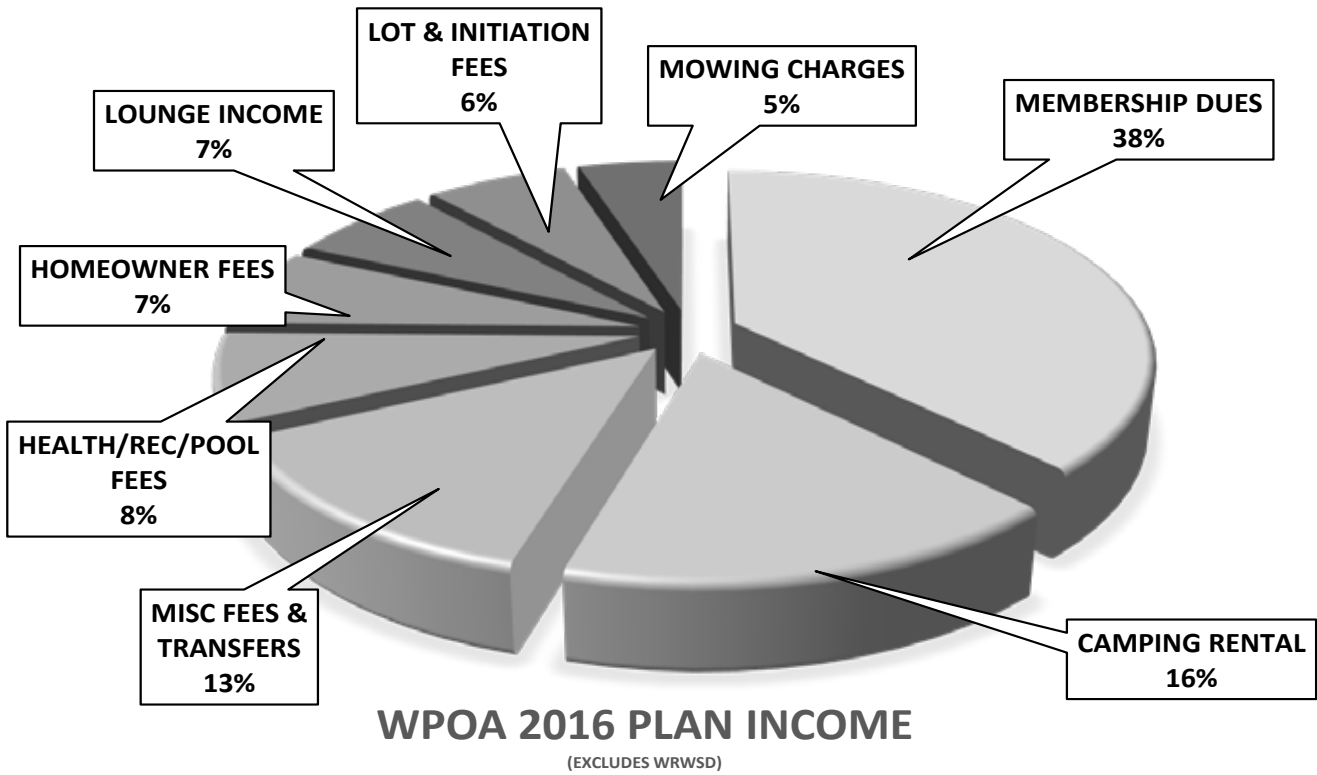 LOT & INITIATION
FEES
6%
MOWING CHARGES
5%
MEMBERSHIP DUES
38%
LOUNGE INCOME
7%
HOMEOWNER FEES
7%
HEALTH/REC/POOL
FEES
8%
MISC FEES &
TRANSFERS
13%
CAMPING RENTAL
16%
WPOA 2016 PLAN INCOME
(EXCLUDES WRWSD)